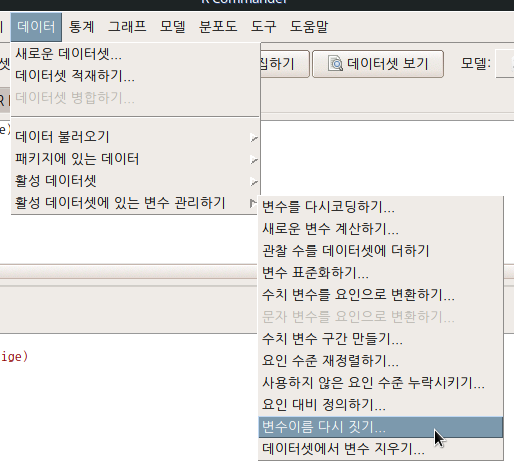 R Commander
데이터 통계 그래프 모델 분포도 도구 도움말
새로운 데이터셋...
데이터셋 적재하기...
집하기 데이터셋 보기 모델:
데이터셋 병합하기...
데이터 불러오기
패키지에 있는 데이터
활성 데이터셋
활성 데이터셋에 있는 변수 관리하기
변수를 다시코딩하기...
새로운 변수 계산하기...
관찰 수를 데이터셋에 더하기
변수 표준화하기...
수치 변수를 요인으로 변환하기...
문자 변수를 요인으로 변환하기...
수치 변수 구간 만들기...
요인 수준 재정렬하기...
사용하지 않은 요인 수준 누락시키기...
요인 대비 정의하기...
변수이름 다시 짓기...
데이터셋에서 변수 지우기...
ige)